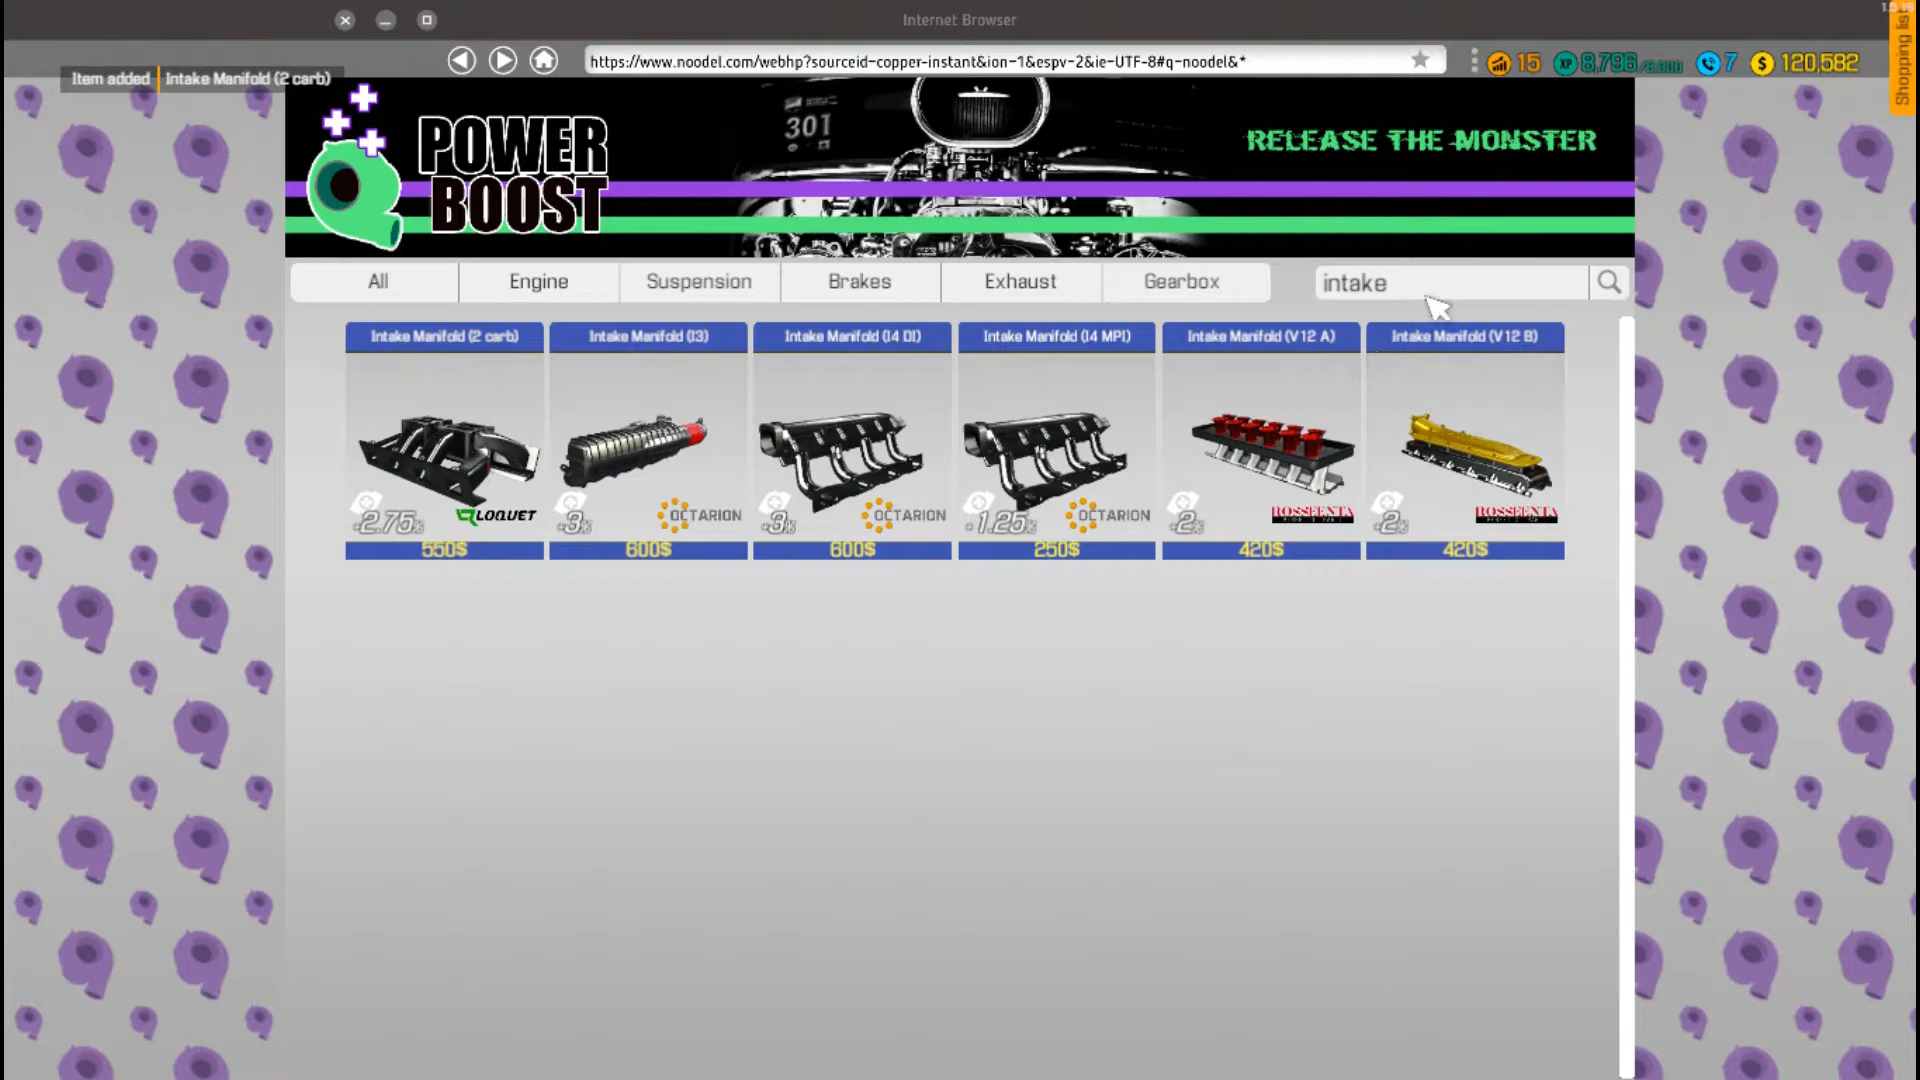 Internet Browser
https://www.noodel.com/webhp?sourceid-copper-instant&ion-1&espv-2&ie-UTF-8#q-noodel&*
15
7
120,582
Shopping list
Item added | Intake Manifold (2 carb)
POWER
BOOST
301
RELEASE THE MONSTER
All
Engine
Suspension
Brakes
Exhaust
Gearbox
intake
Intake Manifold (2 carb)
Intake Manifold (I3)
Intake Manifold (I4 DI)
Intake Manifold (I4 MPI)
Intake Manifold (V12 A)
Intake Manifold (V12 B)
+2.75%
LOQUET
+3%
OCTARION
+3%
OCTARION
+1.25%
OCTARION
+2%
ROSSEENTA
+2%
ROSSEENTA
550$
600$
600$
250$
420$
420$